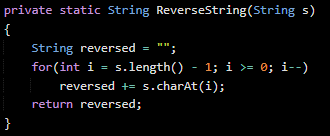 private static String ReverseString(String s)
{
    String reversed = "";
    for(int i = s.length() - 1; i >= 0; i--)
        reversed += s.charAt(i);
    return reversed;
}